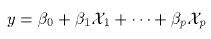 y = β₀ + β₁𝒳₁ + ⋯ + βₚ𝒳ₚ